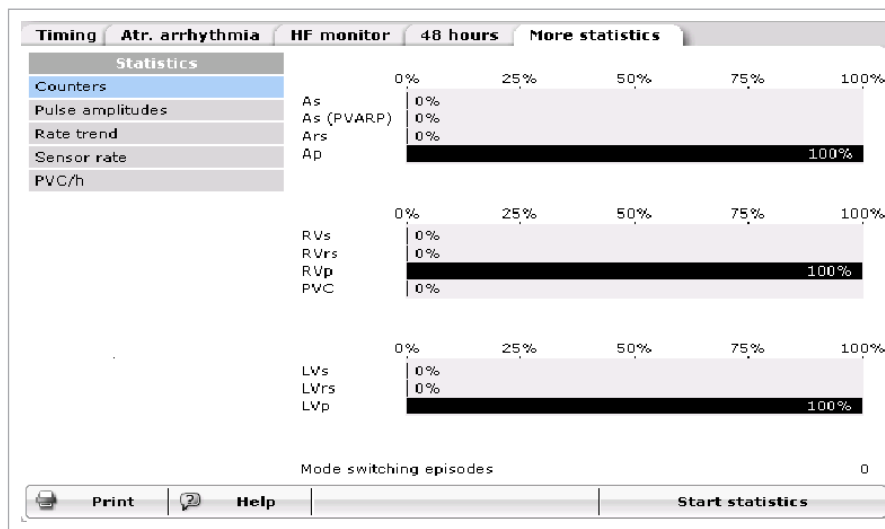 Timing Atr. arrhythmia HF monitor 48 hours More statistics
Statistics
Counters
Pulse amplitudes
Rate trend
Sensor rate
PVC/h
0% 25% 50% 75% 100%
As 0%
As (PVARP) 0%
Ars 0%
Ap 100%
0% 25% 50% 75% 100%
RVs 0%
RVrs 0%
RVp 100%
PVC 0%
0% 25% 50% 75% 100%
LVs 0%
LVrs 0%
LVp 100%
Mode switching episodes 0
Print Help Start statistics